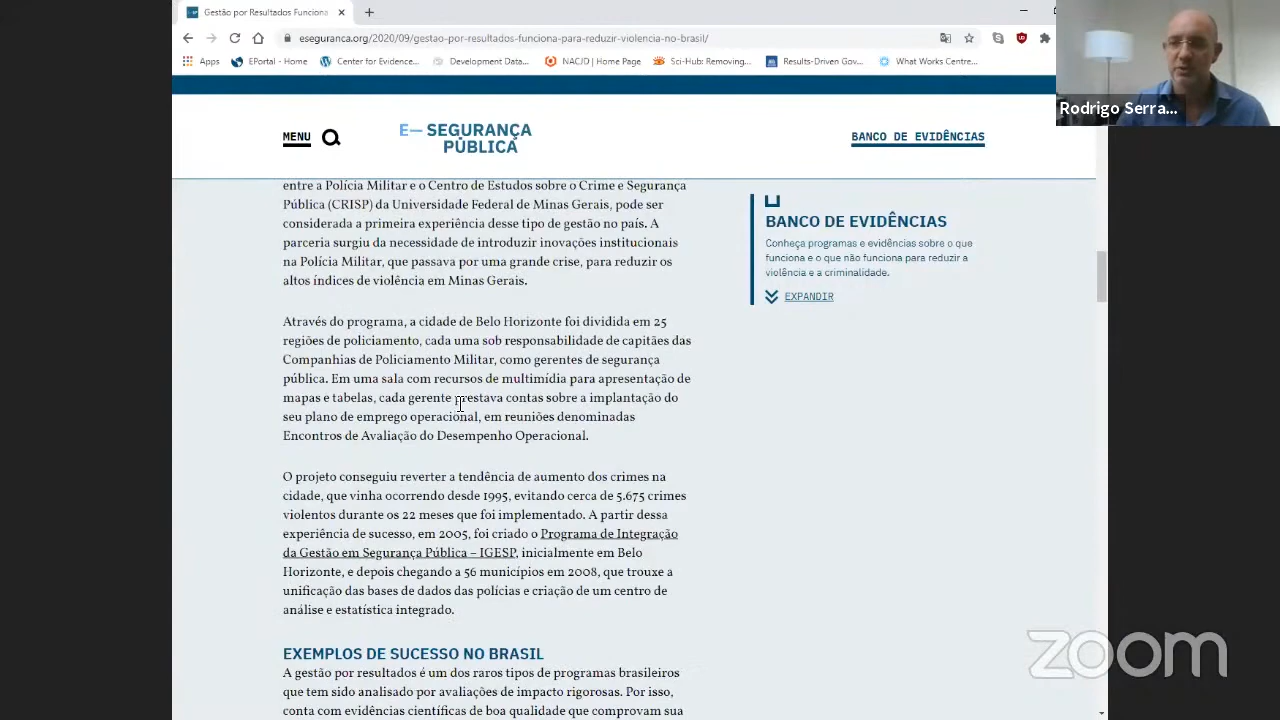 Gestão por Resultados Funciona
eseguranca.org/2020/09/gestao-por-resultados-funciona-para-reduzir-violencia-no-brasil/
Apps
EPortal - Home
Center for Evidence...
Development Data...
NACJD | Home Page
Sci-Hub: Removing...
Results-Driven Gov...
What Works Centre...
Rodrigo Serra...
MENU
E— SEGURANÇA
PÚBLICA
BANCO DE EVIDÊNCIAS
entre a Polícia Militar e o Centro de Estudos sobre o Crime e Segurança
Pública (CRISP) da Universidade Federal de Minas Gerais, pode ser
considerada a primeira experiência desse tipo de gestão no país. A
parceria surgiu da necessidade de introduzir inovações institucionais
na Polícia Militar, que passava por uma grande crise, para reduzir os
altos índices de violência em Minas Gerais.
Através do programa, a cidade de Belo Horizonte foi dividida em 25
regiões de policiamento, cada uma sob responsabilidade de capitães das
Companhias de Policiamento Militar, como gerentes de segurança
pública. Em uma sala com recursos de multimídia para apresentação de
mapas e tabelas, cada gerente prestava contas sobre a implantação do
seu plano de emprego operacional, em reuniões denominadas
Encontros de Avaliação do Desempenho Operacional.
O projeto conseguiu reverter a tendência de aumento dos crimes na
cidade, que vinha ocorrendo desde 1995, evitando cerca de 5.675 crimes
violentos durante os 22 meses que foi implementado. A partir dessa
experiência de sucesso, em 2005, foi criado o Programa de Integração
da Gestão em Segurança Pública – IGESP, inicialmente em Belo
Horizonte, e depois chegando a 56 municípios em 2008, que trouxe a
unificação das bases de dados das polícias e criação de um centro de
análise e estatística integrado.
EXEMPLOS DE SUCESSO NO BRASIL
A gestão por resultados é um dos raros tipos de programas brasileiros
que tem sido analisado por avaliações de impacto rigorosas. Por isso,
conta com evidências científicas de boa qualidade que comprovam sua
BANCO DE EVIDÊNCIAS
Conheça programas e evidências sobre o que
funciona e o que não funciona para reduzir a
violência e a criminalidade.
EXPANDIR
zoom